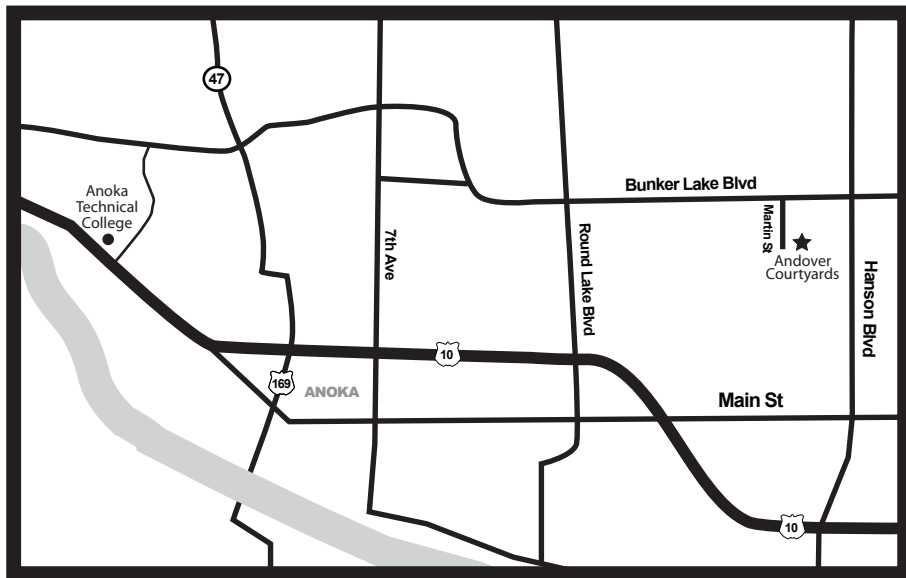 47
Anoka
Technical
College
Bunker Lake Blvd
Martin St
Andover
Courtyards
7th Ave
Round Lake Blvd
Hanson Blvd
10
169
ANOKA
Main St
10